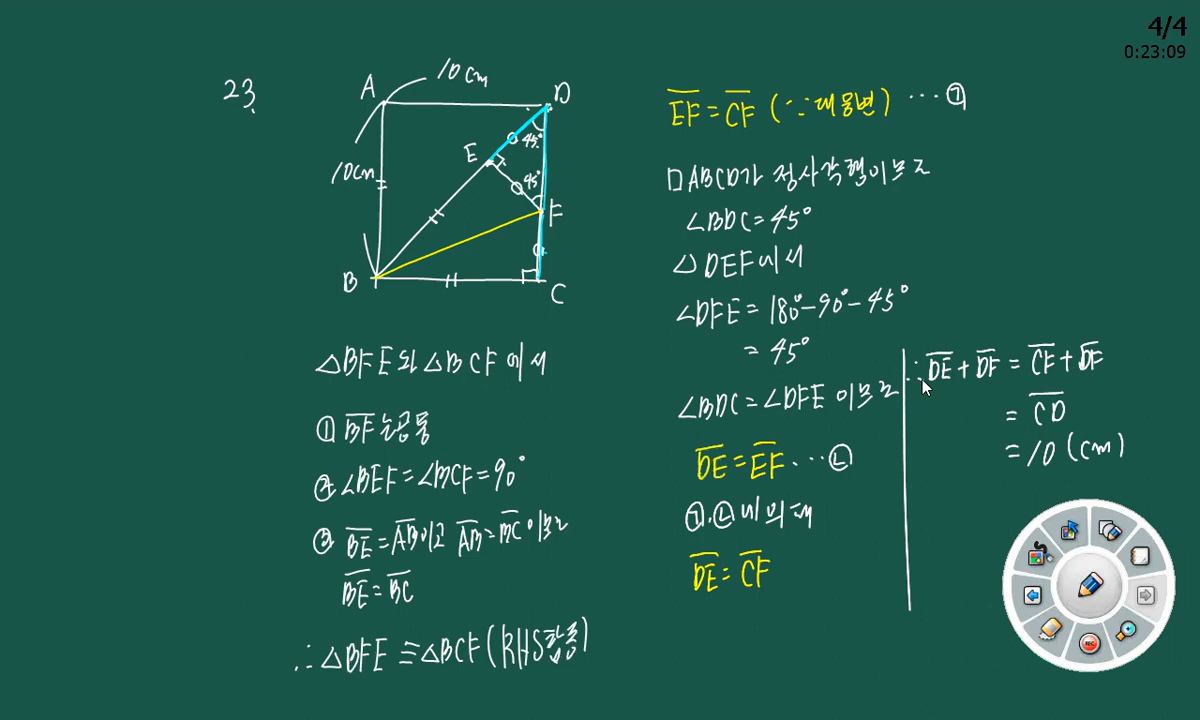 4/4
0:23:09
23.
A
10cm
D
10cm
E
45°
45°
F
B
C
△BFE와 △BCF에서
① BF는 공통
② ∠BEF=∠BCF=90°
③ BE=AB이고 AB=BC이므로
BE=BC
∴△BFE≡△BCF(RHS합동)
EF=CF (∵대응변) ···㉠
□ABCD가 정사각형이므로
∠BDC=45°
△DEF에서
∠DFE=180°-90°-45°
=45°
∠BDC=∠DFE 이므로
DE=EF···㉡
㉠,㉡에 의해
DE=CF
∴DE+DF=CF+DF
=CD
=10(cm)
REC